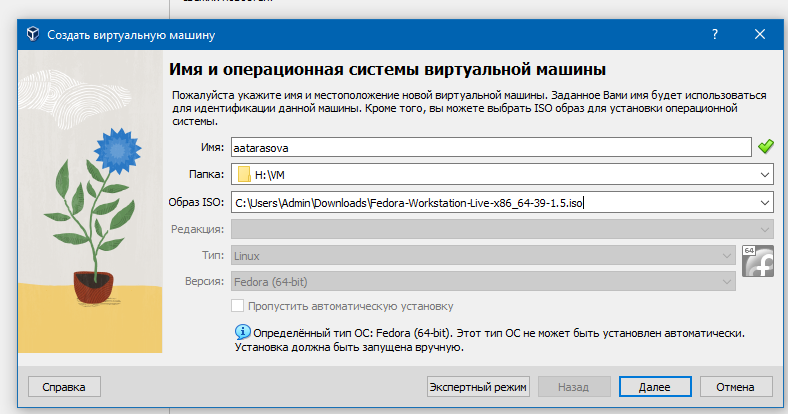 Создать виртуальную машину
?
Имя и операционная системы виртуальной машины
Пожалуйста укажите имя и местоположение новой виртуальной машины. Заданное Вами имя будет использоваться
для идентификации данной машины. Кроме того, вы можете выбрать ISO образ для установки операционной
системы.
Имя: aatarasova
Папка: H:\VM
Образ ISO: C:\Users\Admin\Downloads\Fedora-Workstation-Live-x86_64-39-1.5.iso
Редакция:
Тип: Linux
64
Версия: Fedora (64-bit)
Пропустить автоматическую установку
Определённый тип ОС: Fedora (64-bit). Этот тип ОС не может быть установлен автоматически.
Установка должна быть запущена вручную.
Справка Экспертный режим Назад Далее Отмена